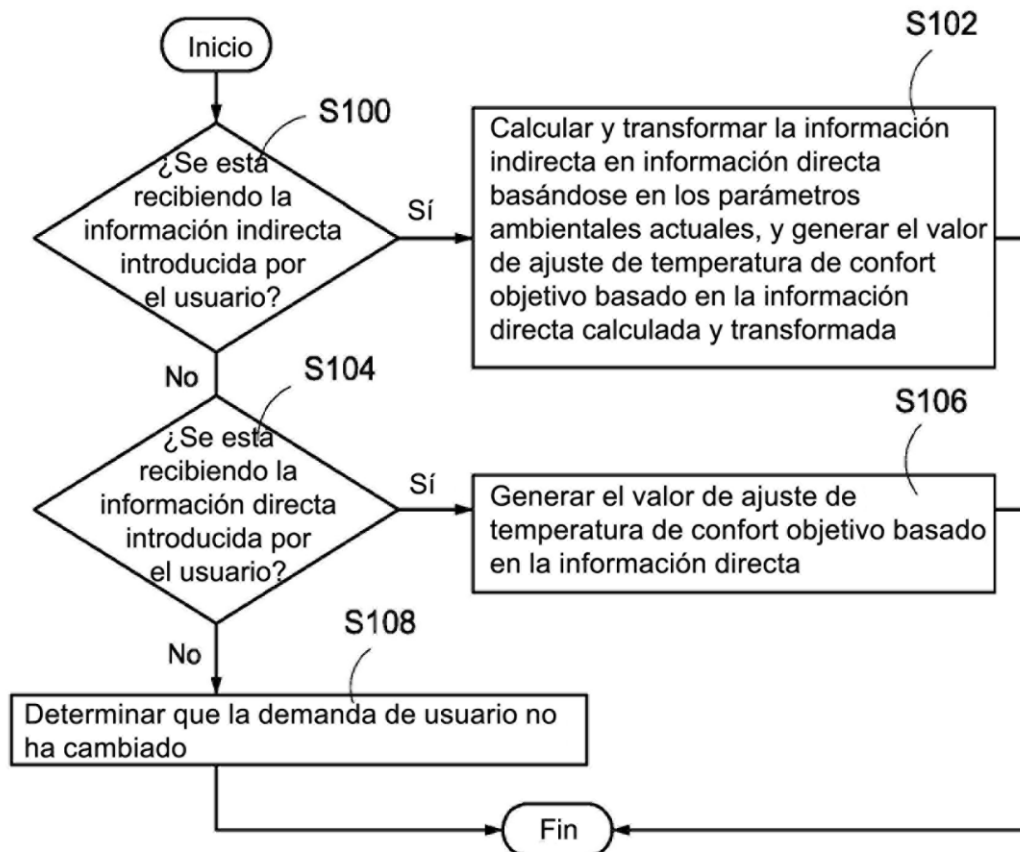 Inicio
S100
¿Se está
recibiendo la
información indirecta
introducida por
el usuario?
Sí
S102
Calcular y transformar la información
indirecta en información directa
basándose en los parámetros
ambientales actuales, y generar el valor
de ajuste de temperatura de confort
objetivo basado en la información
directa calculada y transformada
No
S104
¿Se está
recibiendo la
información directa
introducida por
el usuario?
Sí
S106
Generar el valor de ajuste de
temperatura de confort objetivo basado
en la información directa
No
S108
Determinar que la demanda de usuario no
ha cambiado
Fin